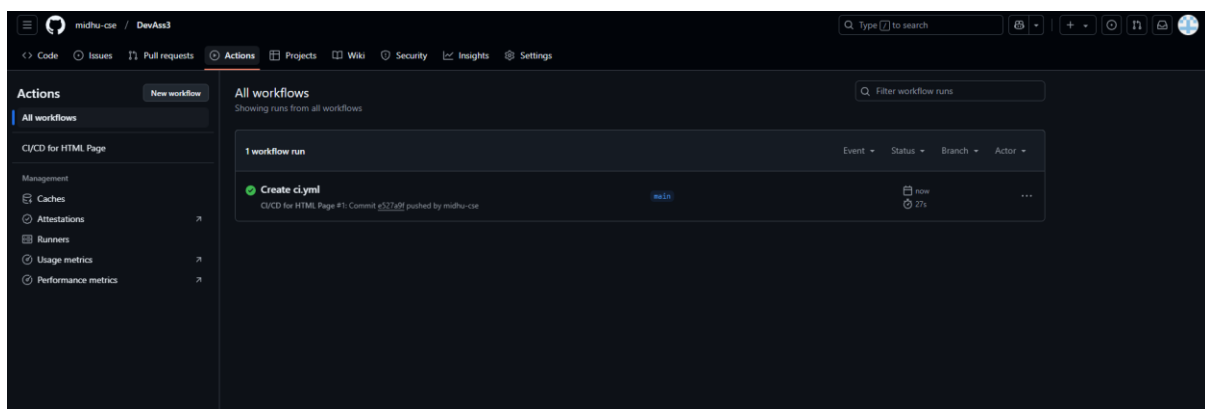 midhu-cse / DevAss3
Type / to search
Code Issues Pull requests Actions Projects Wiki Security Insights Settings
Actions
New workflow
All workflows
CI/CD for HTML Page
Management
Caches
Attestations
Runners
Usage metrics
Performance metrics
All workflows
Showing runs from all workflows
Filter workflow runs
1 workflow run
Event Status Branch Actor
Create ci.yml
CI/CD for HTML Page #1: Commit e527a9f pushed by midhu-cse
main
now
27s